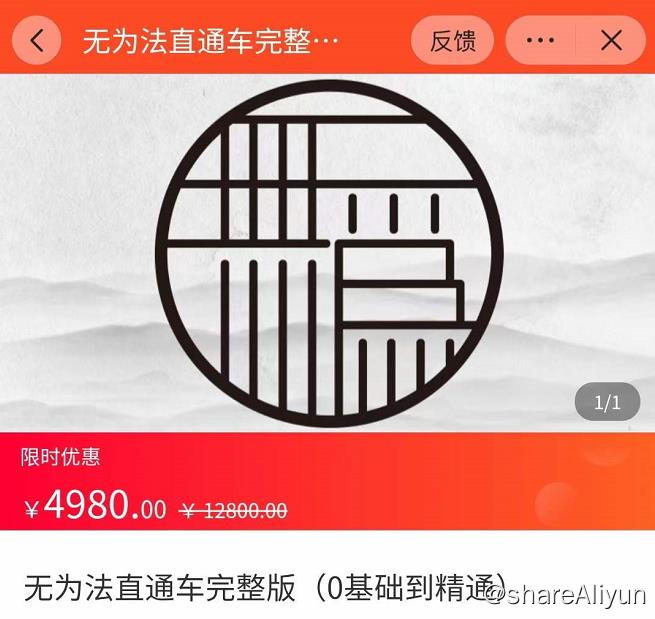 无为法直通车完整…
反馈
1/1
限时优惠
￥4980.00 ￥12800.00
无为法直通车完整版（0基础到精通）
@shareAliyun